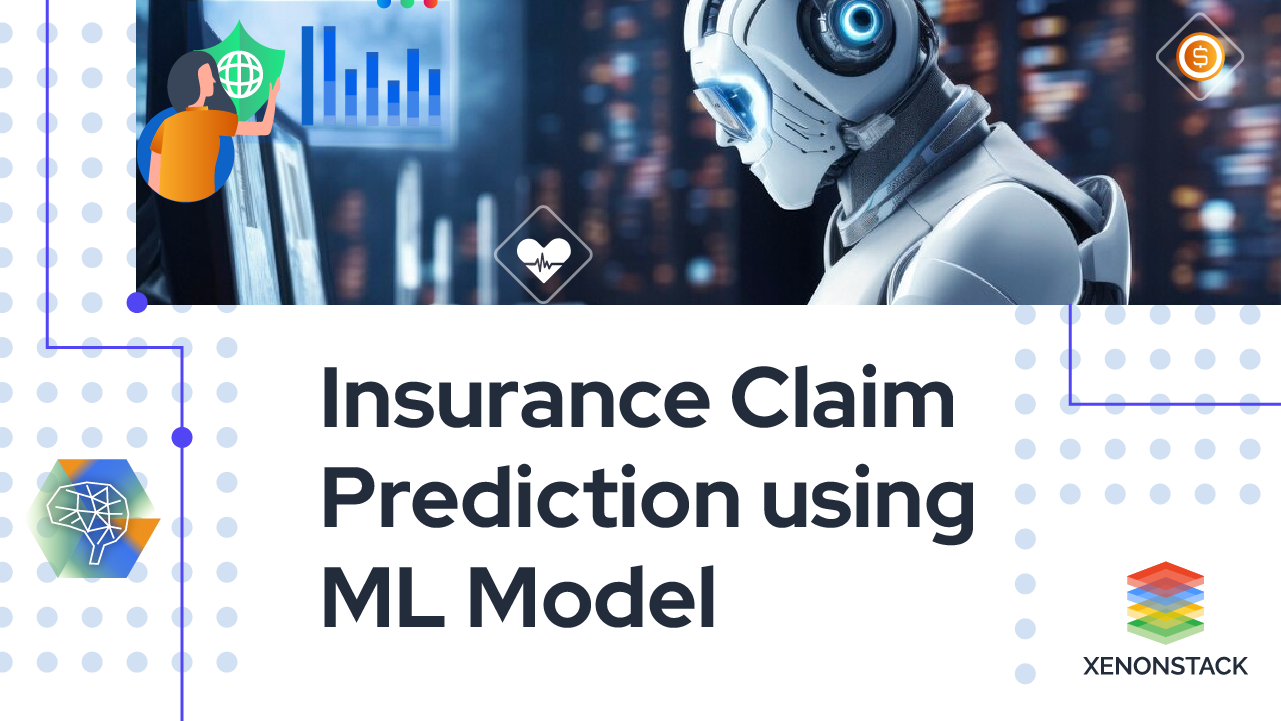 Insurance Claim
Prediction using
ML Model
XENONSTACK